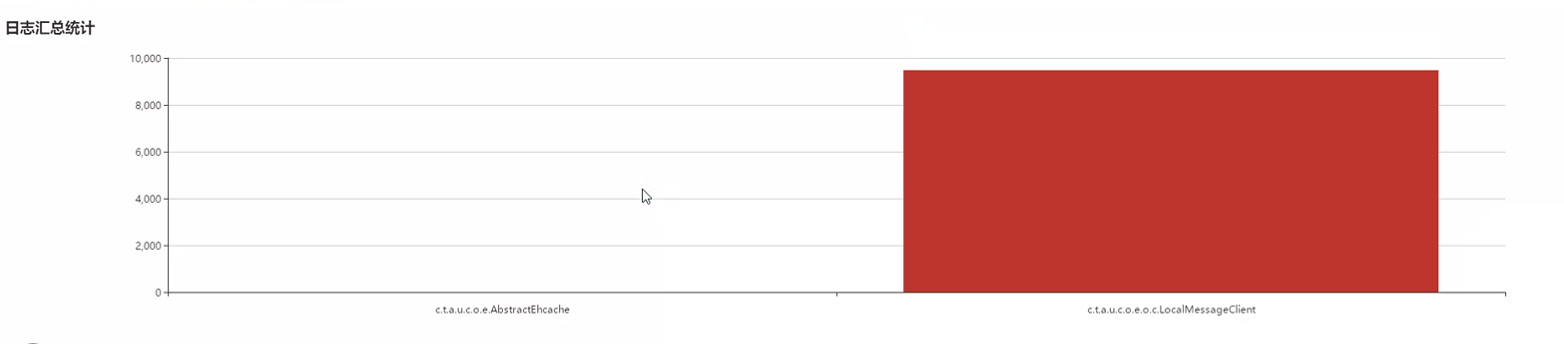 日志汇总统计
10,000
8,000
6,000
4,000
2,000
0
c.t.a.u.c.o.e.AbstractEhcache
c.t.a.u.c.o.e.o.c.LocalMessageClient